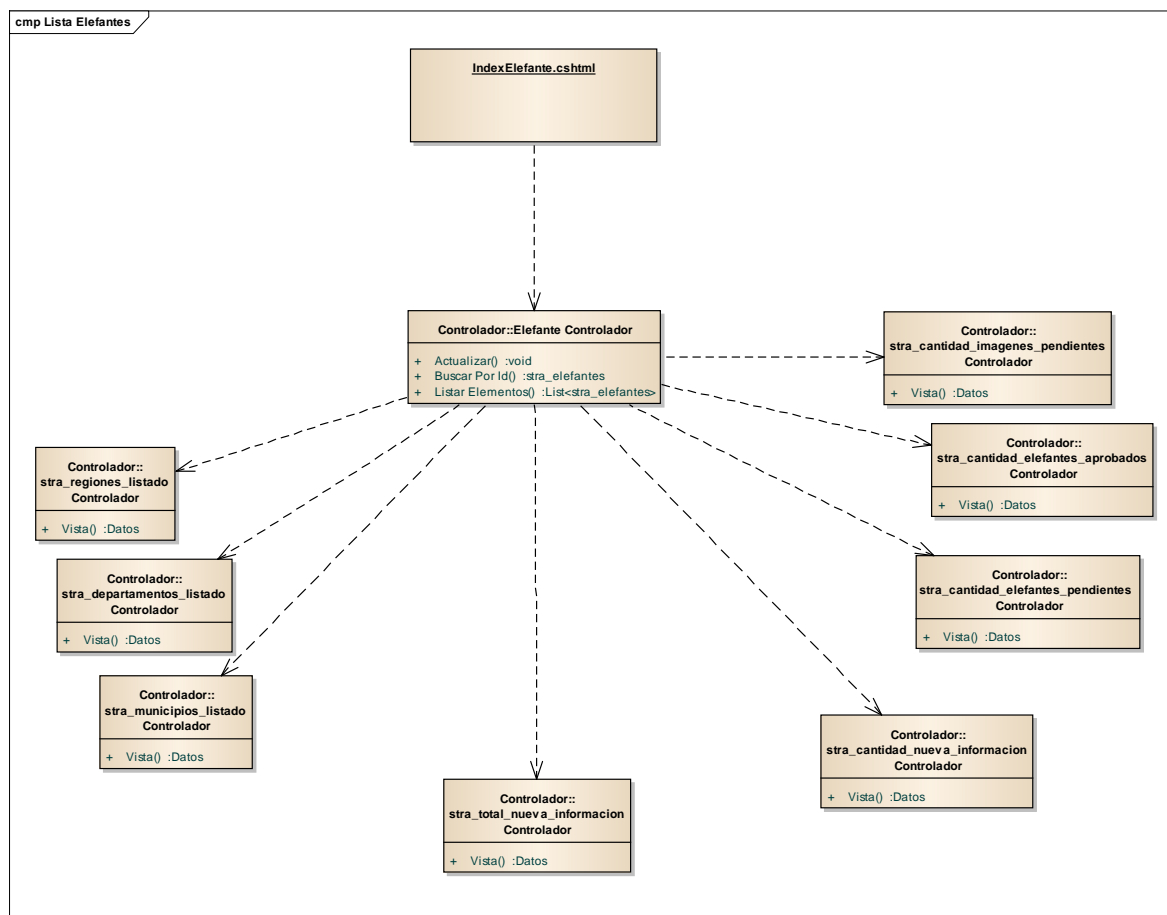 cmp Lista Elefantes
IndexElefante.cshtml
Controlador::Elefante Controlador
+ Actualizar() :void
+ Buscar Por Id() :stra_elefantes
+ Listar Elementos() :List<stra_elefantes>
Controlador::
stra_cantidad_imagenes_pendientes
Controlador
+ Vista() :Datos
Controlador::
stra_cantidad_elefantes_aprobados
Controlador
+ Vista() :Datos
Controlador::
stra_regiones_listado
Controlador
+ Vista() :Datos
Controlador::
stra_departamentos_listado
Controlador
+ Vista() :Datos
Controlador::
stra_cantidad_elefantes_pendientes
Controlador
+ Vista() :Datos
Controlador::
stra_municipios_listado
Controlador
+ Vista() :Datos
Controlador::
stra_cantidad_nueva_informacion
Controlador
+ Vista() :Datos
Controlador::
stra_total_nueva_informacion
Controlador
+ Vista() :Datos